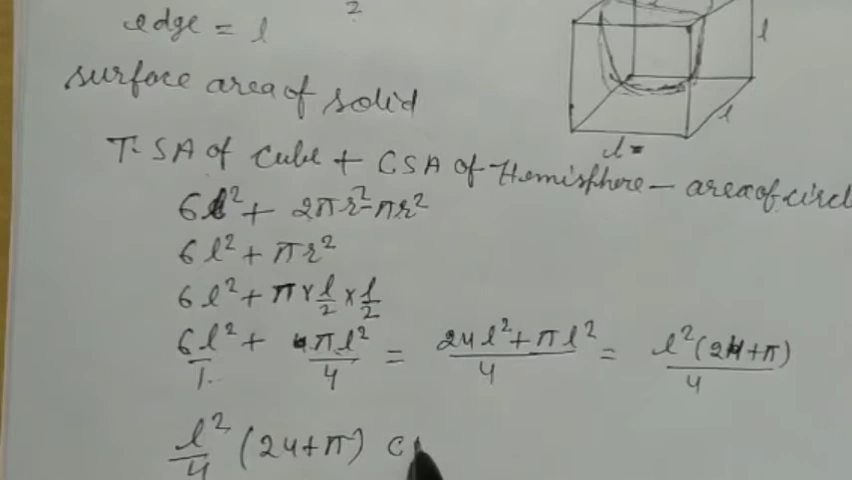 2
edge = l
l
surface area of solid
l
l =
T.SA of Cube + CSA of Hemisphere - area of circl
6l² + 2πr² - πr²
6l² + πr²
6l² + π × l/2 × l/2
6l²/1 + πl²/4 = 24l² + πl²/4 = l²(24+π)/4
l²/4 (24+π) c